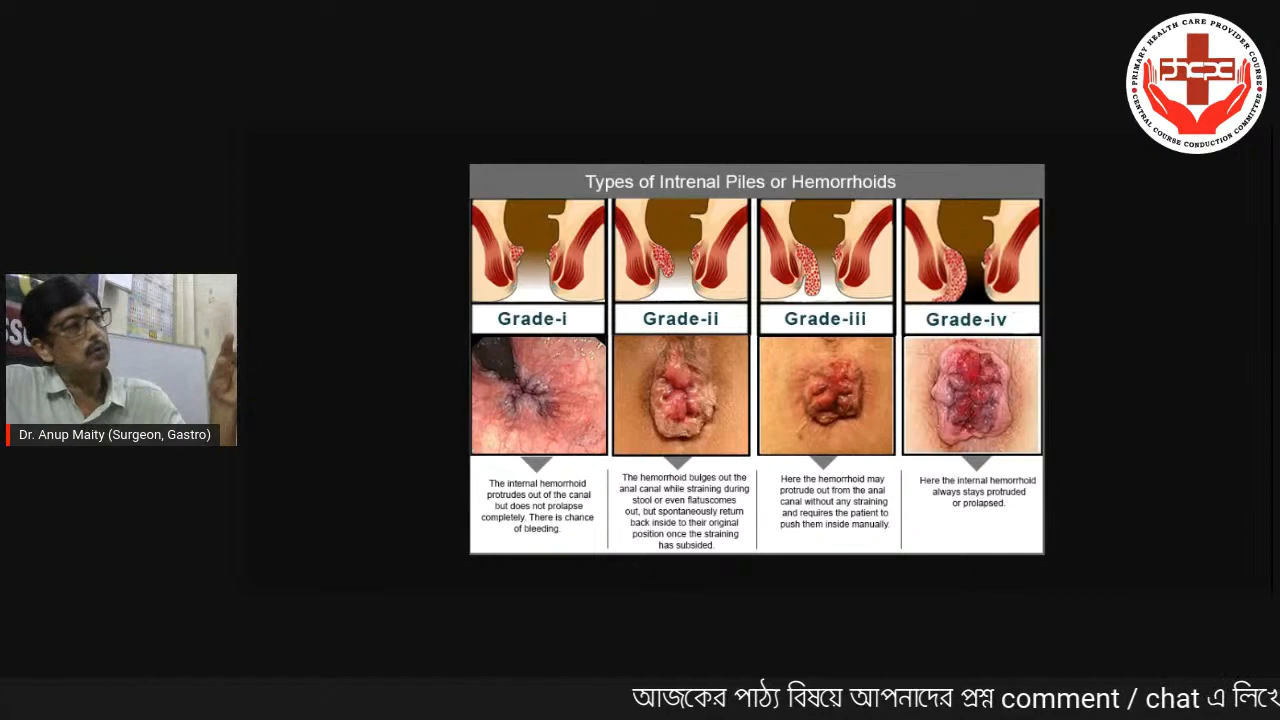 PRIMARY HEALTH CARE PROVIDER COURSE
phcpc
CENTRAL COURSE CONDUCTION COMMITTEE
Types of Intrenal Piles or Hemorrhoids
Grade-i
Grade-ii
Grade-iii
Grade-iv
The internal hemorrhoid
protrudes out of the canal
but does not prolapse
completely. There is chance
of bleeding.
The hemorrhoid bulges out the
anal canal while straining during
stool or even flatuscomes
out, but spontaneously return
back inside to their original
position once the straining
has subsided.
Here the hemorrhoid may
protrude out from the anal
canal without any straining
and requires the patient to
push them inside manually.
Here the internal hemorrhoid
always stays protruded
or prolapsed.
Dr. Anup Maity (Surgeon, Gastro)
আজকের পাঠ্য বিষয়ে আপনাদের প্রশ্ন comment / chat এ লিখে